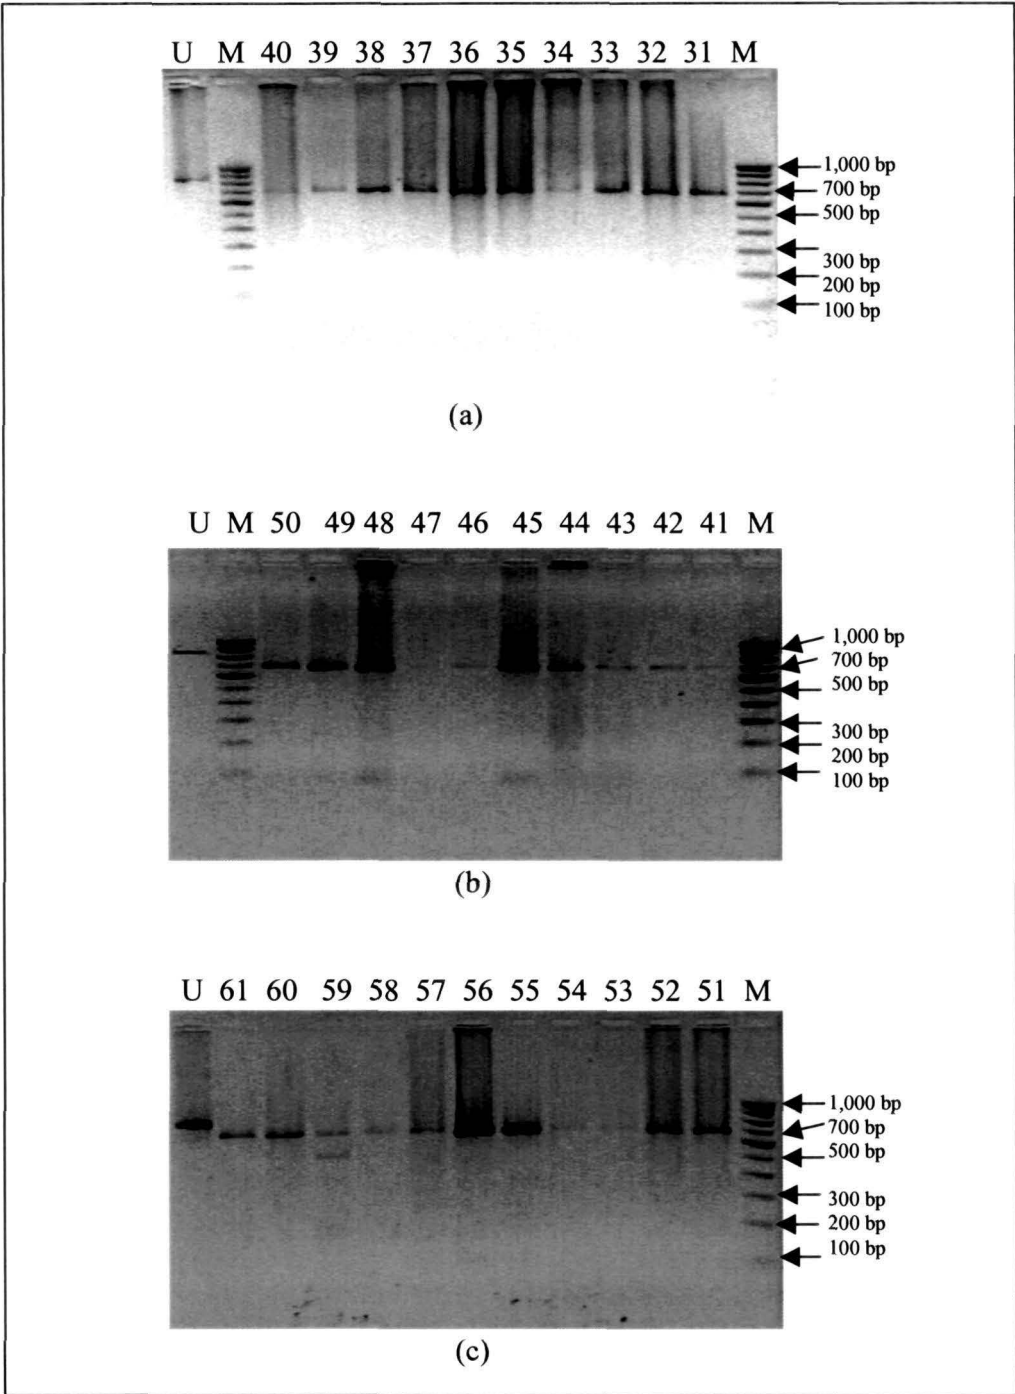 U M 40 39 38 37 36 35 34 33 32 31 M
1,000 bp
700 bp
500 bp
300 bp
200 bp
100 bp
(a)
U M 50 49 48 47 46 45 44 43 42 41 M
1,000 bp
700 bp
500 bp
300 bp
200 bp
100 bp
(b)
U 61 60 59 58 57 56 55 54 53 52 51 M
1,000 bp
700 bp
500 bp
300 bp
200 bp
100 bp
(c)